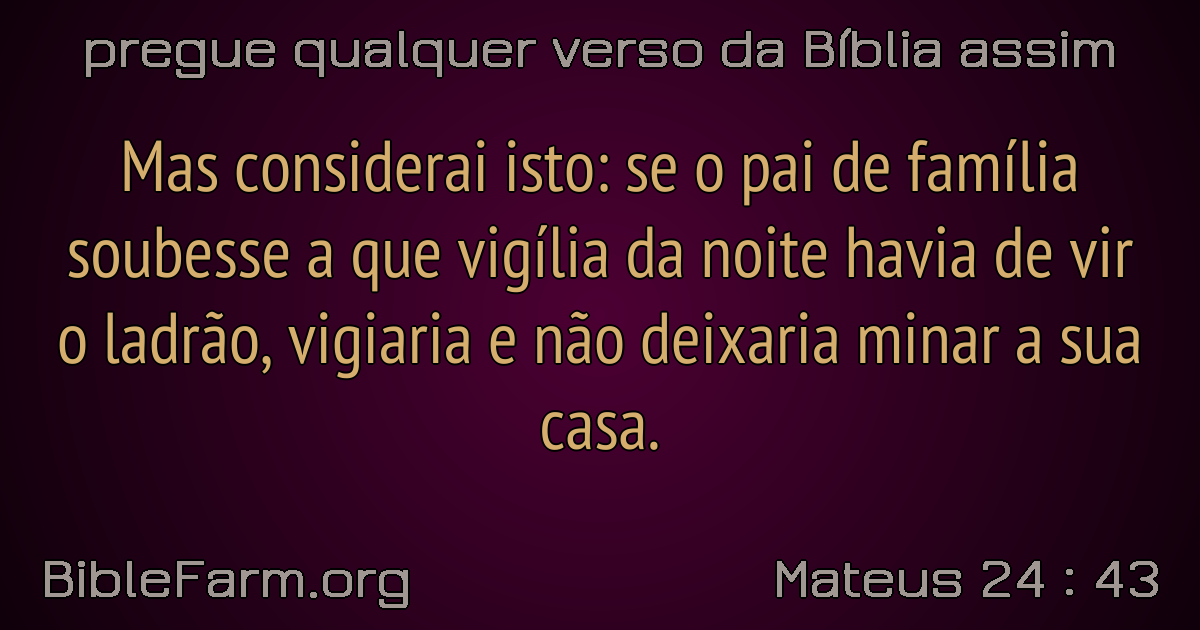 pregue qualquer verso da Bíblia assim
Mas considerai isto: se o pai de família
soubesse a que vigília da noite havia de vir
o ladrão, vigiaria e não deixaria minar a sua
casa.
BibleFarm.org
Mateus 24 : 43